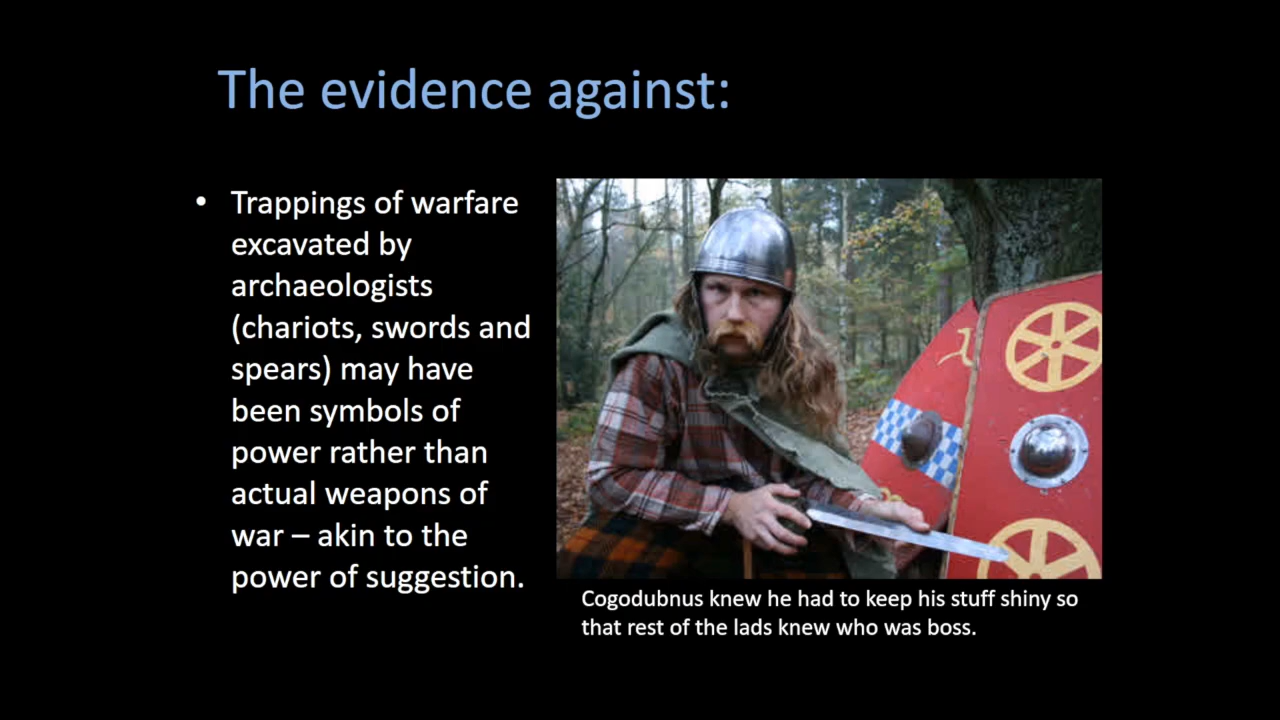 The evidence against:
• Trappings of warfare
excavated by
archaeologists
(chariots, swords and
spears) may have
been symbols of
power rather than
actual weapons of
war – akin to the
power of suggestion.
Cogodubnus knew he had to keep his stuff shiny so
that rest of the lads knew who was boss.